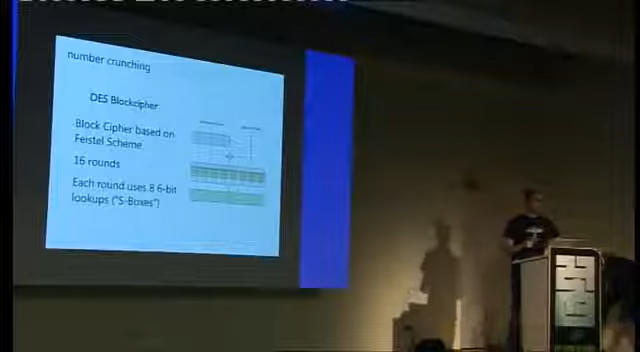 number crunching
DES Blockcipher
Block Cipher based on
Feistel Scheme
16 rounds
Each round uses 8 6-bit
lookups ("S-Boxes")